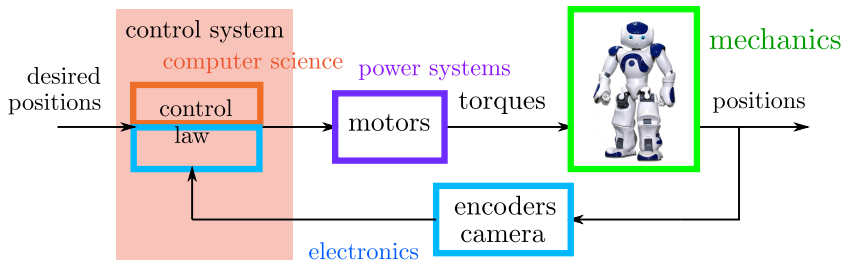 control system
computer science
desired
positions
control
law
power systems
motors
torques
mechanics
positions
encoders
camera
electronics